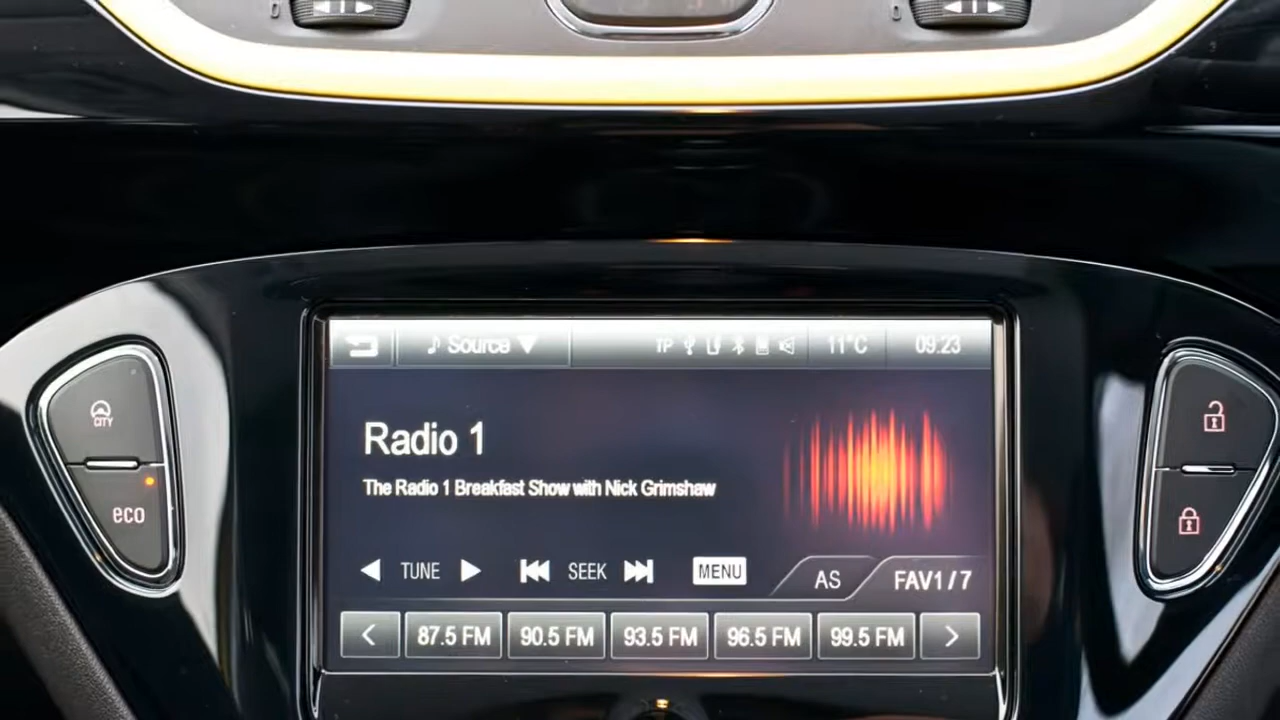 0
0
Source
TP
11°C
09.23
CITY
Radio 1
The Radio 1 Breakfast Show with Nick Grimshaw
eco
TUNE
SEEK
MENU
AS
FAV1/7
87.5 FM
90.5 FM
93.5 FM
96.5 FM
99.5 FM